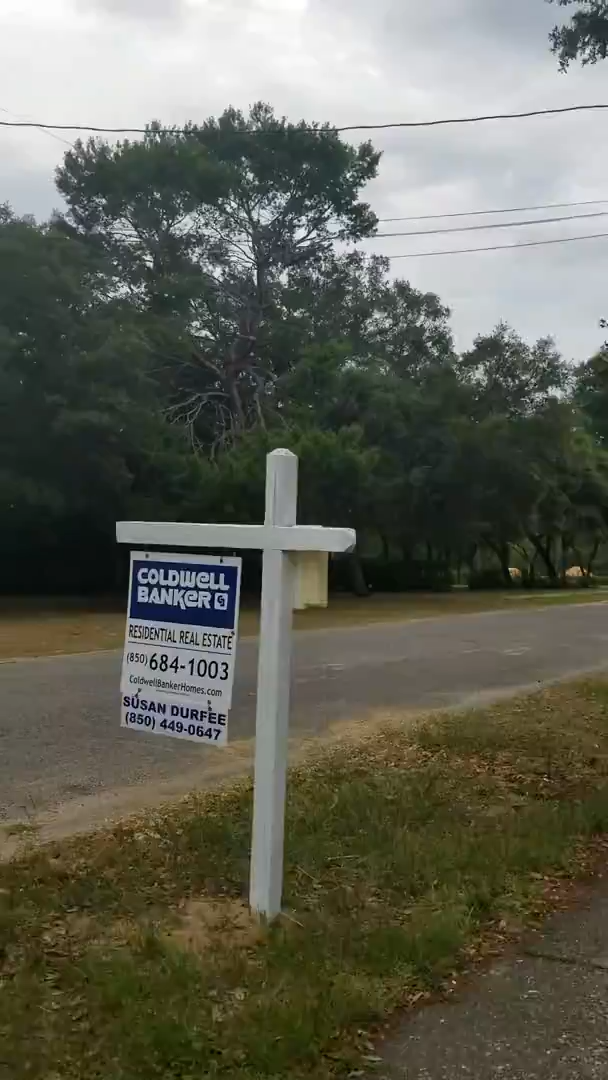 COLDWELL
BANKER
RESIDENTIAL REAL ESTATE
(850) 684-1003
ColdwellBankerHomes.com
SUSAN DURFEE
(850) 449-0647